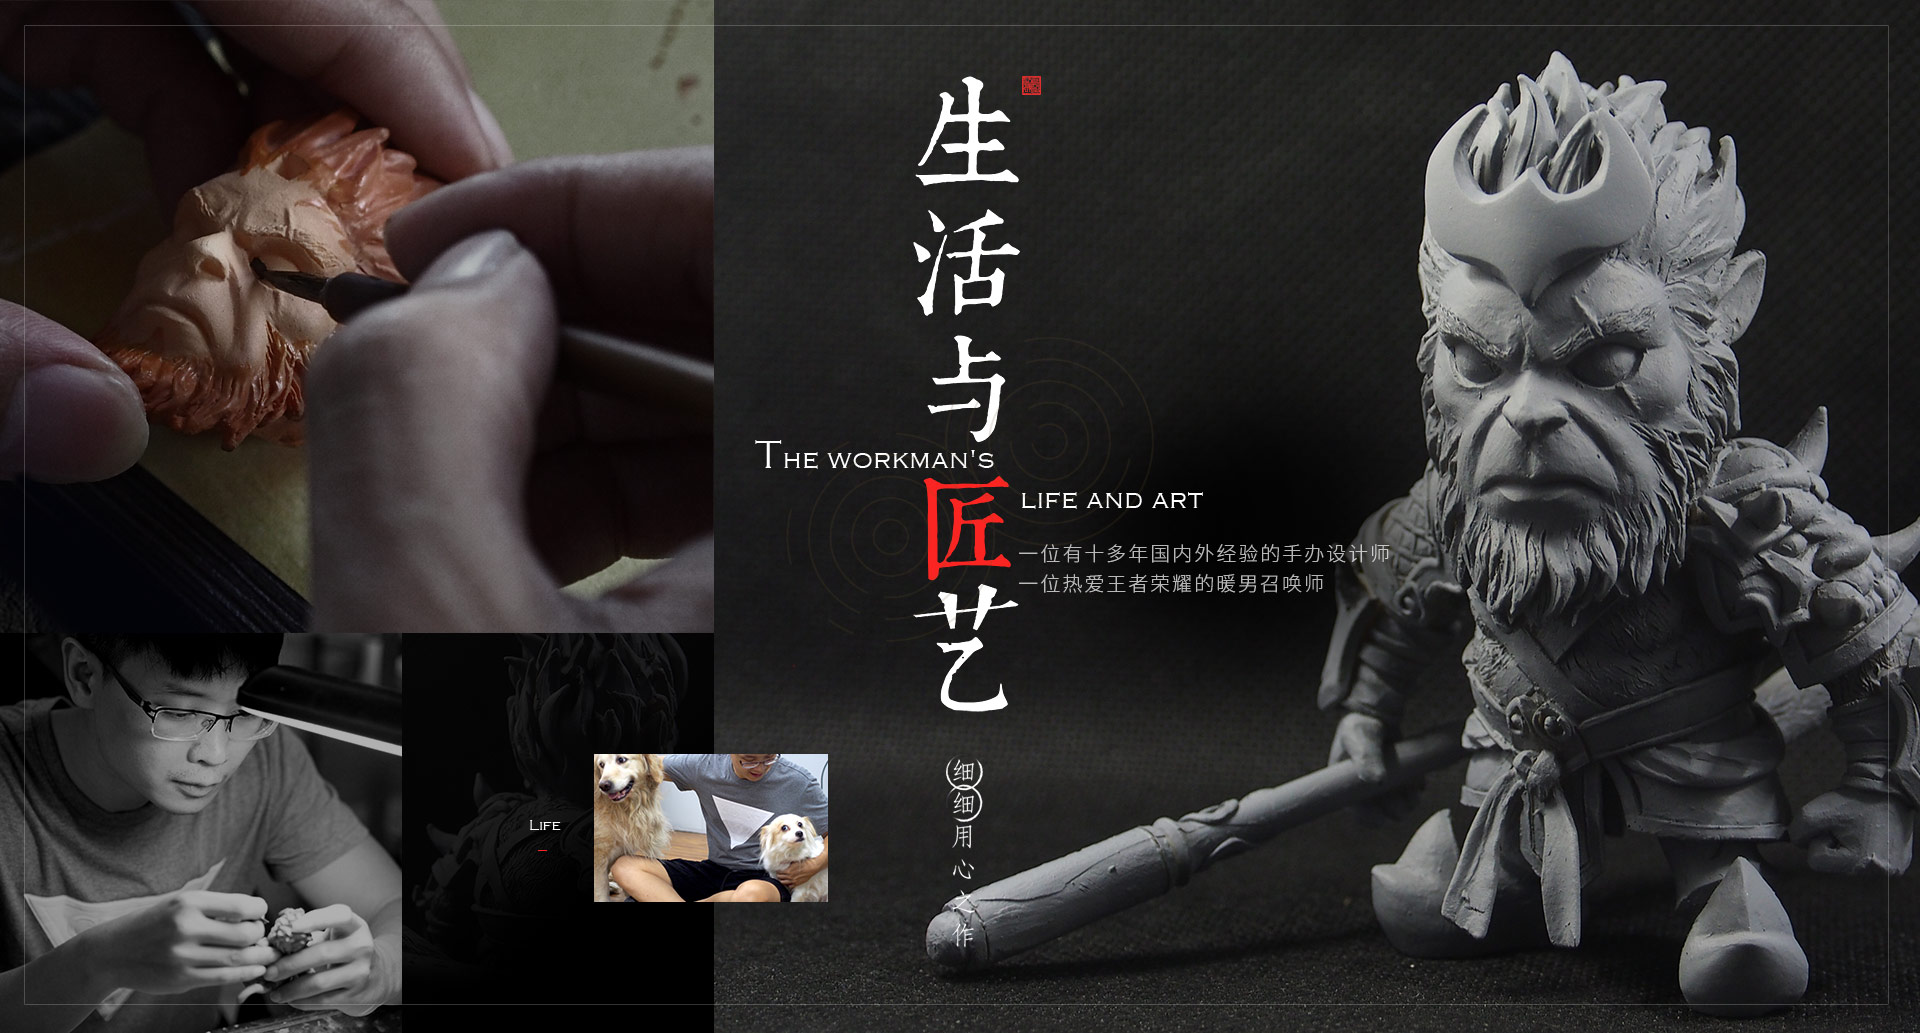 生活与匠艺
THE WORKMAN'S
LIFE AND ART
一位有十多年国内外经验的手办设计师
一位热爱王者荣耀的暖男召唤师
细细用心之作
LIFE